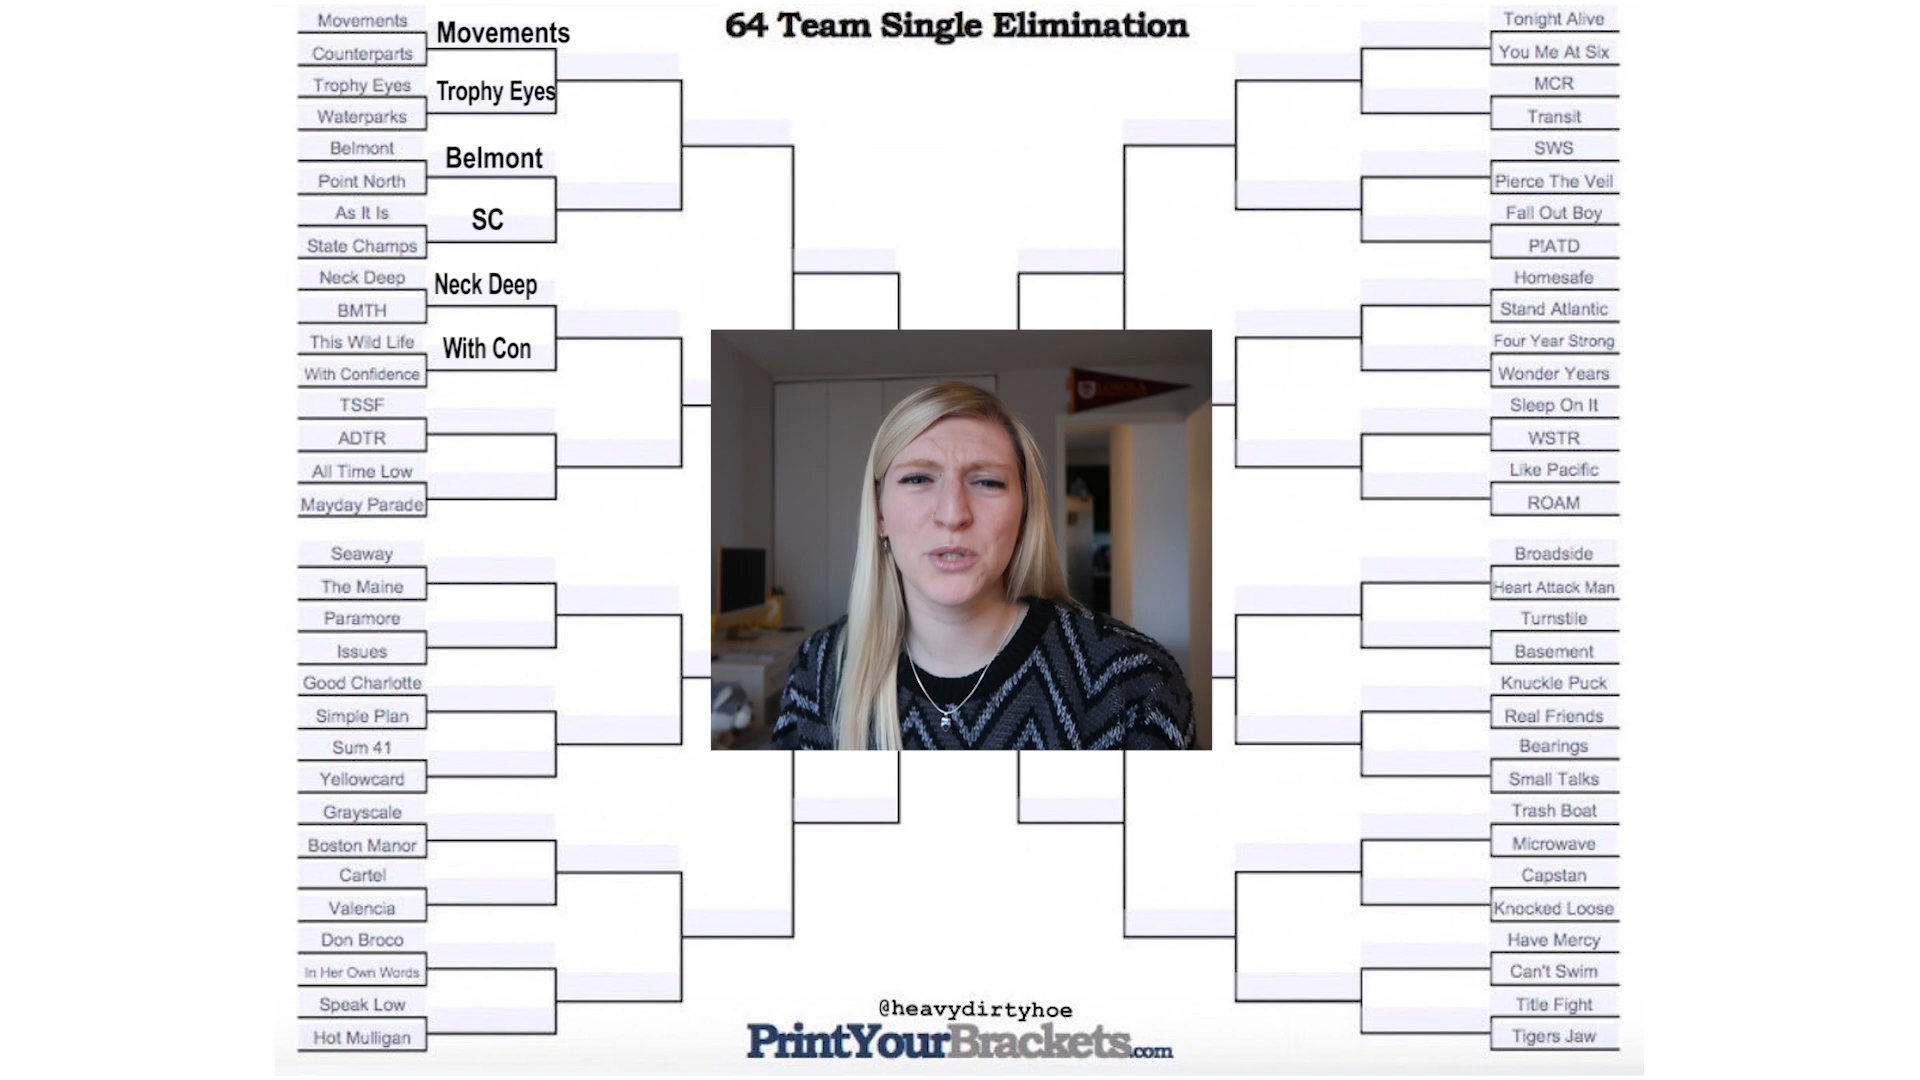 64 Team Single Elimination
Movements
Counterparts
Trophy Eyes
Waterparks
Belmont
Point North
As It Is
State Champs
Neck Deep
BMTH
This Wild Life
With Confidence
TSSF
ADTR
All Time Low
Mayday Parade
Seaway
The Maine
Paramore
Issues
Good Charlotte
Simple Plan
Sum 41
Yellowcard
Grayscale
Boston Manor
Cartel
Valencia
Don Broco
In Her Own Words
Speak Low
Hot Mulligan
Movements
Trophy Eyes
Belmont
SC
Neck Deep
With Con
Tonight Alive
You Me At Six
MCR
Transit
SWS
Pierce The Veil
Fall Out Boy
P!ATD
Homesafe
Stand Atlantic
Four Year Strong
Wonder Years
Sleep On It
WSTR
Like Pacific
ROAM
Broadside
Heart Attack Man
Turnstile
Basement
Knuckle Puck
Real Friends
Bearings
Small Talks
Trash Boat
Microwave
Capstan
Knocked Loose
Have Mercy
Can't Swim
Title Fight
Tigers Jaw
@heavydirtyhoe
PrintYourBrackets.com